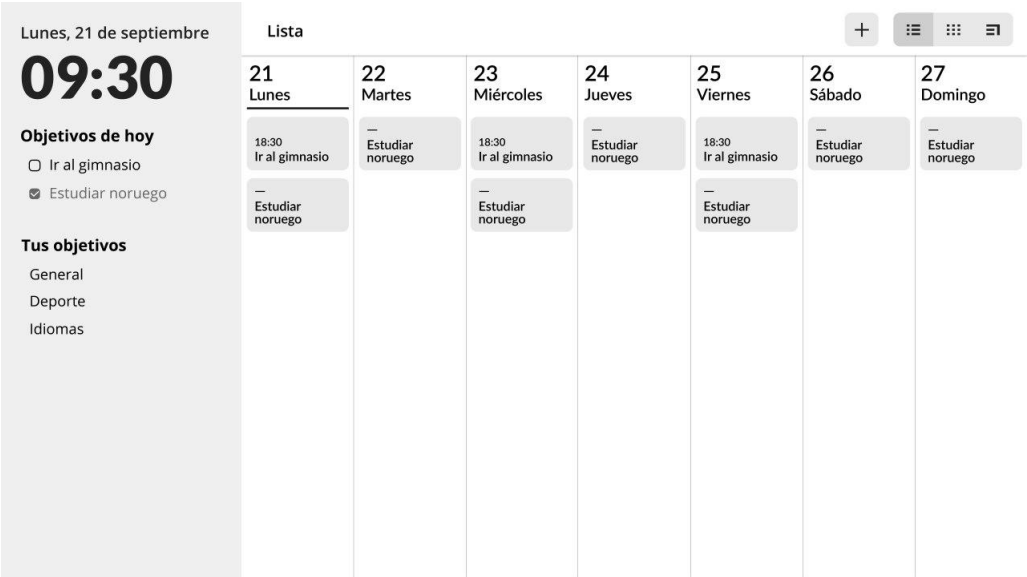 Lunes, 21 de septiembre
09:30
Objetivos de hoy
Ir al gimnasio
Estudiar noruego
Tus objetivos
General
Deporte
Idiomas
Lista
21
Lunes
18:30
Ir al gimnasio
—
Estudiar
noruego
22
Martes
—
Estudiar
noruego
23
Miércoles
18:30
Ir al gimnasio
—
Estudiar
noruego
24
Jueves
—
Estudiar
noruego
25
Viernes
18:30
Ir al gimnasio
—
Estudiar
noruego
26
Sábado
—
Estudiar
noruego
27
Domingo
—
Estudiar
noruego